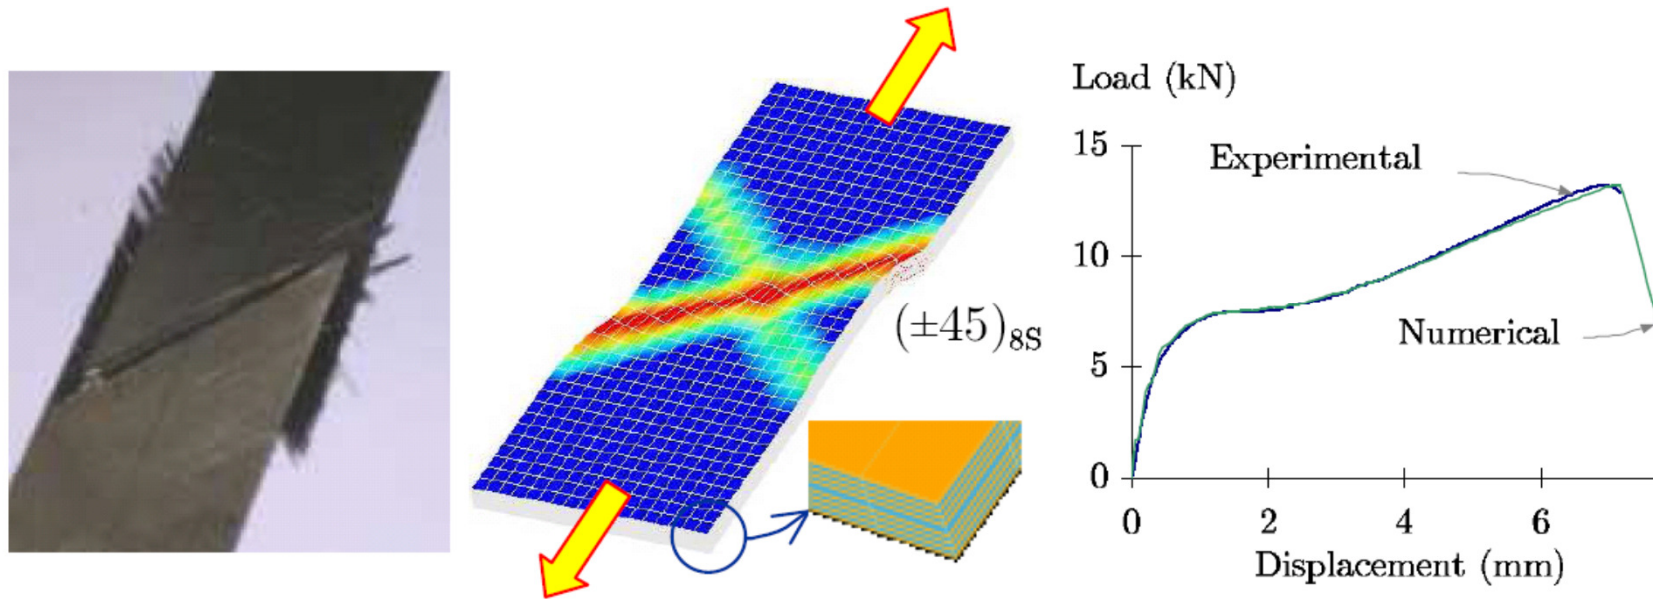 (±45)8S
Load (kN)
15
Experimental
10
Numerical
5
0
0 2 4 6
Displacement (mm)